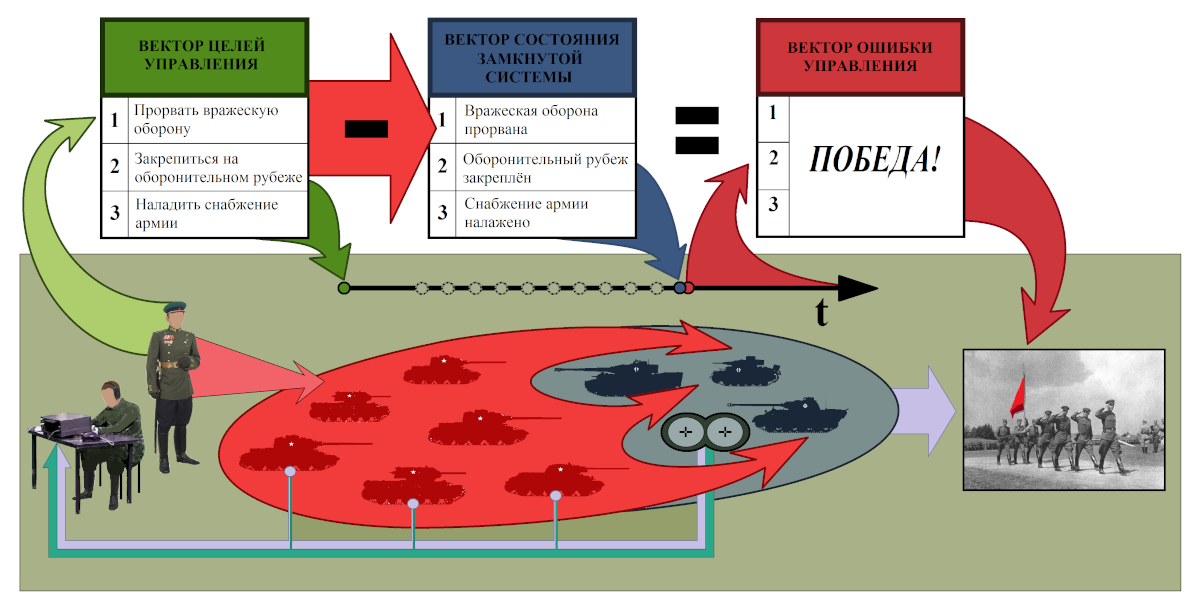 ВЕКТОР ЦЕЛЕЙ
УПРАВЛЕНИЯ
1
Прорвать вражескую
оборону
2
Закрепиться на
оборонительном рубеже
3
Наладить снабжение
армии
-
ВЕКТОР СОСТОЯНИЯ
ЗАМКНУТОЙ
СИСТЕМЫ
1
Вражеская оборона
прорвана
2
Оборонительный рубеж
закреплён
3
Снабжение армии
налажено
=
ВЕКТОР ОШИБКИ
УПРАВЛЕНИЯ
1
2
3
ПОБЕДА!
t